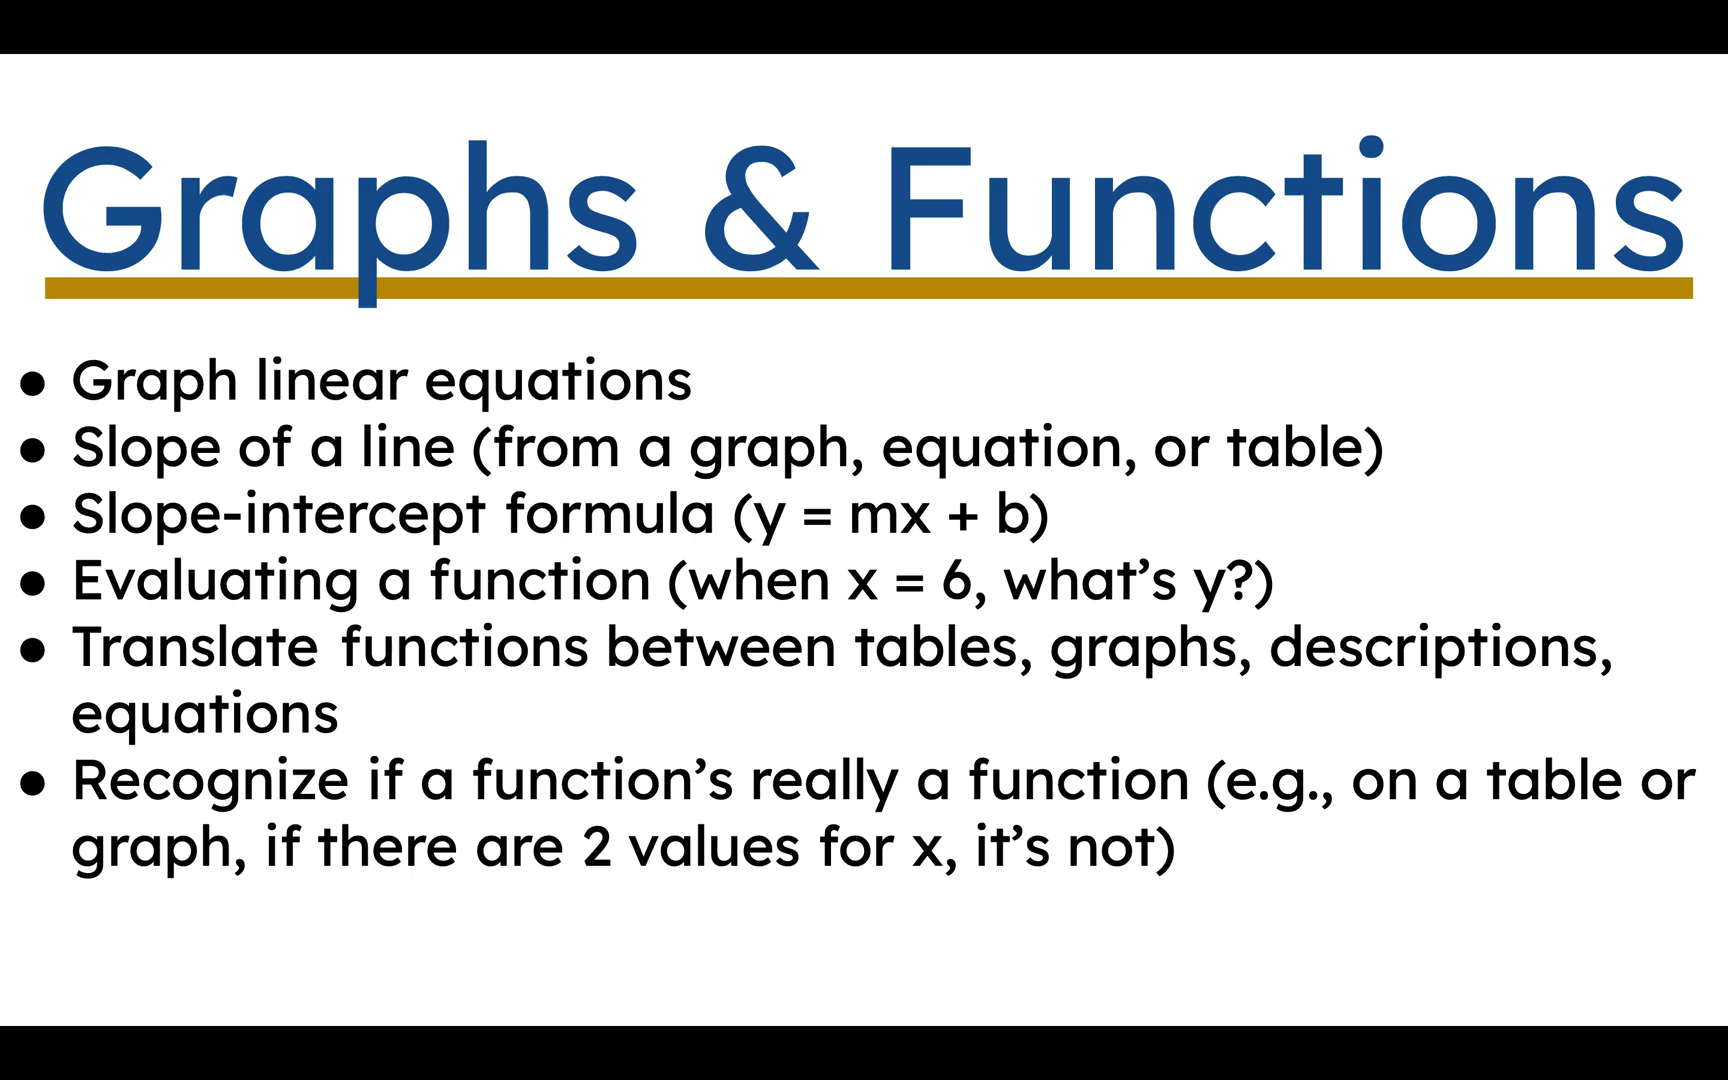 Graphs & Functions
● Graph linear equations
● Slope of a line (from a graph, equation, or table)
● Slope-intercept formula (y = mx + b)
● Evaluating a function (when x = 6, what’s y?)
● Translate functions between tables, graphs, descriptions,
equations
● Recognize if a function’s really a function (e.g., on a table or
graph, if there are 2 values for x, it’s not)